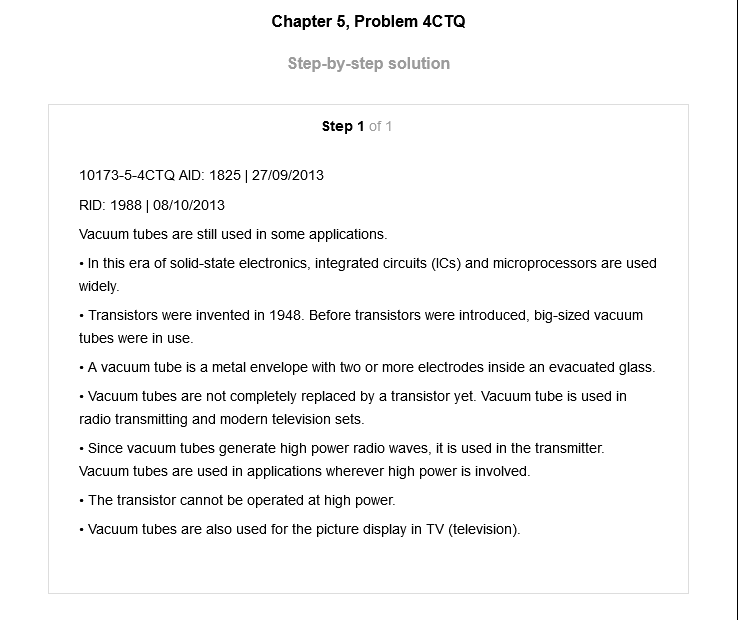 Chapter 5, Problem 4CTQ
Step-by-step solution
Step 1 of 1
10173-5-4CTQ AID: 1825 | 27/09/2013
RID: 1988 | 08/10/2013
Vacuum tubes are still used in some applications.
• In this era of solid-state electronics, integrated circuits (ICs) and microprocessors are used
widely.
• Transistors were invented in 1948. Before transistors were introduced, big-sized vacuum
tubes were in use.
• A vacuum tube is a metal envelope with two or more electrodes inside an evacuated glass.
• Vacuum tubes are not completely replaced by a transistor yet. Vacuum tube is used in
radio transmitting and modern television sets.
• Since vacuum tubes generate high power radio waves, it is used in the transmitter.
Vacuum tubes are used in applications wherever high power is involved.
• The transistor cannot be operated at high power.
• Vacuum tubes are also used for the picture display in TV (television).